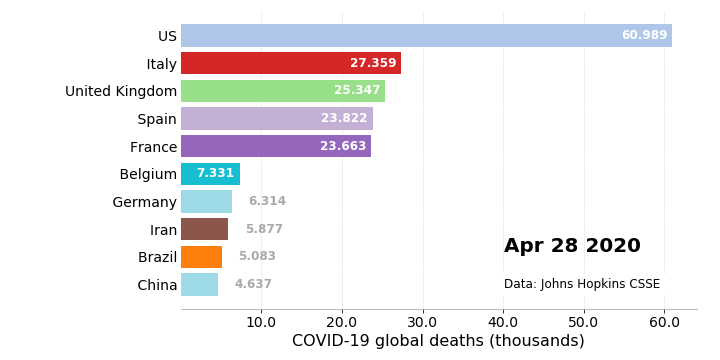 US 60.989
Italy 27.359
United Kingdom 25.347
Spain 23.822
France 23.663
Belgium 7.331
Germany 6.314
Iran 5.877
Brazil 5.083
China 4.637
Apr 28 2020
Data: Johns Hopkins CSSE
10.0 20.0 30.0 40.0 50.0 60.0
COVID-19 global deaths (thousands)